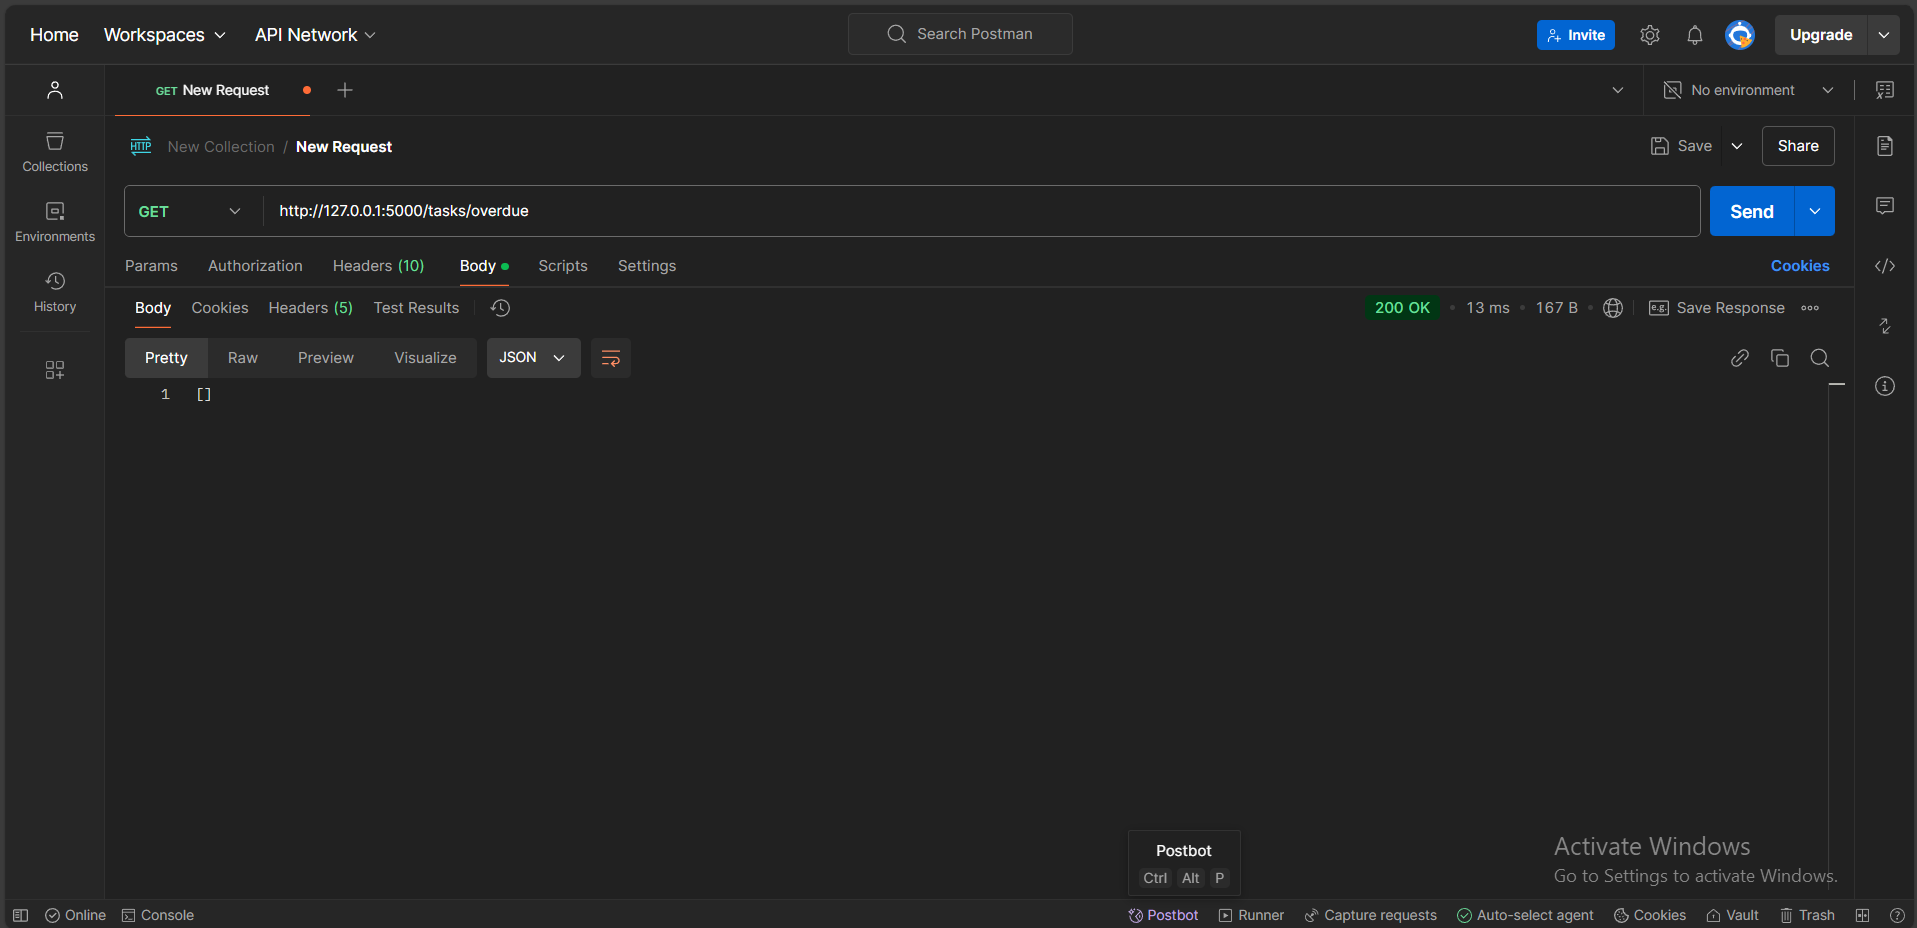 Home Workspaces API Network Search Postman Invite Upgrade
GET New Request No environment
HTTP New Collection / New Request Save Share
Collections
GET http://127.0.0.1:5000/tasks/overdue Send
Environments
Params Authorization Headers (10) Body Scripts Settings Cookies
History
Body Cookies Headers (5) Test Results 200 OK 13 ms 167 B e.g. Save Response
Pretty Raw Preview Visualize JSON
1 []
Postbot
Ctrl Alt P
Activate Windows
Go to Settings to activate Windows.
Online Console Postbot Runner Capture requests Auto-select agent Cookies Vault Trash